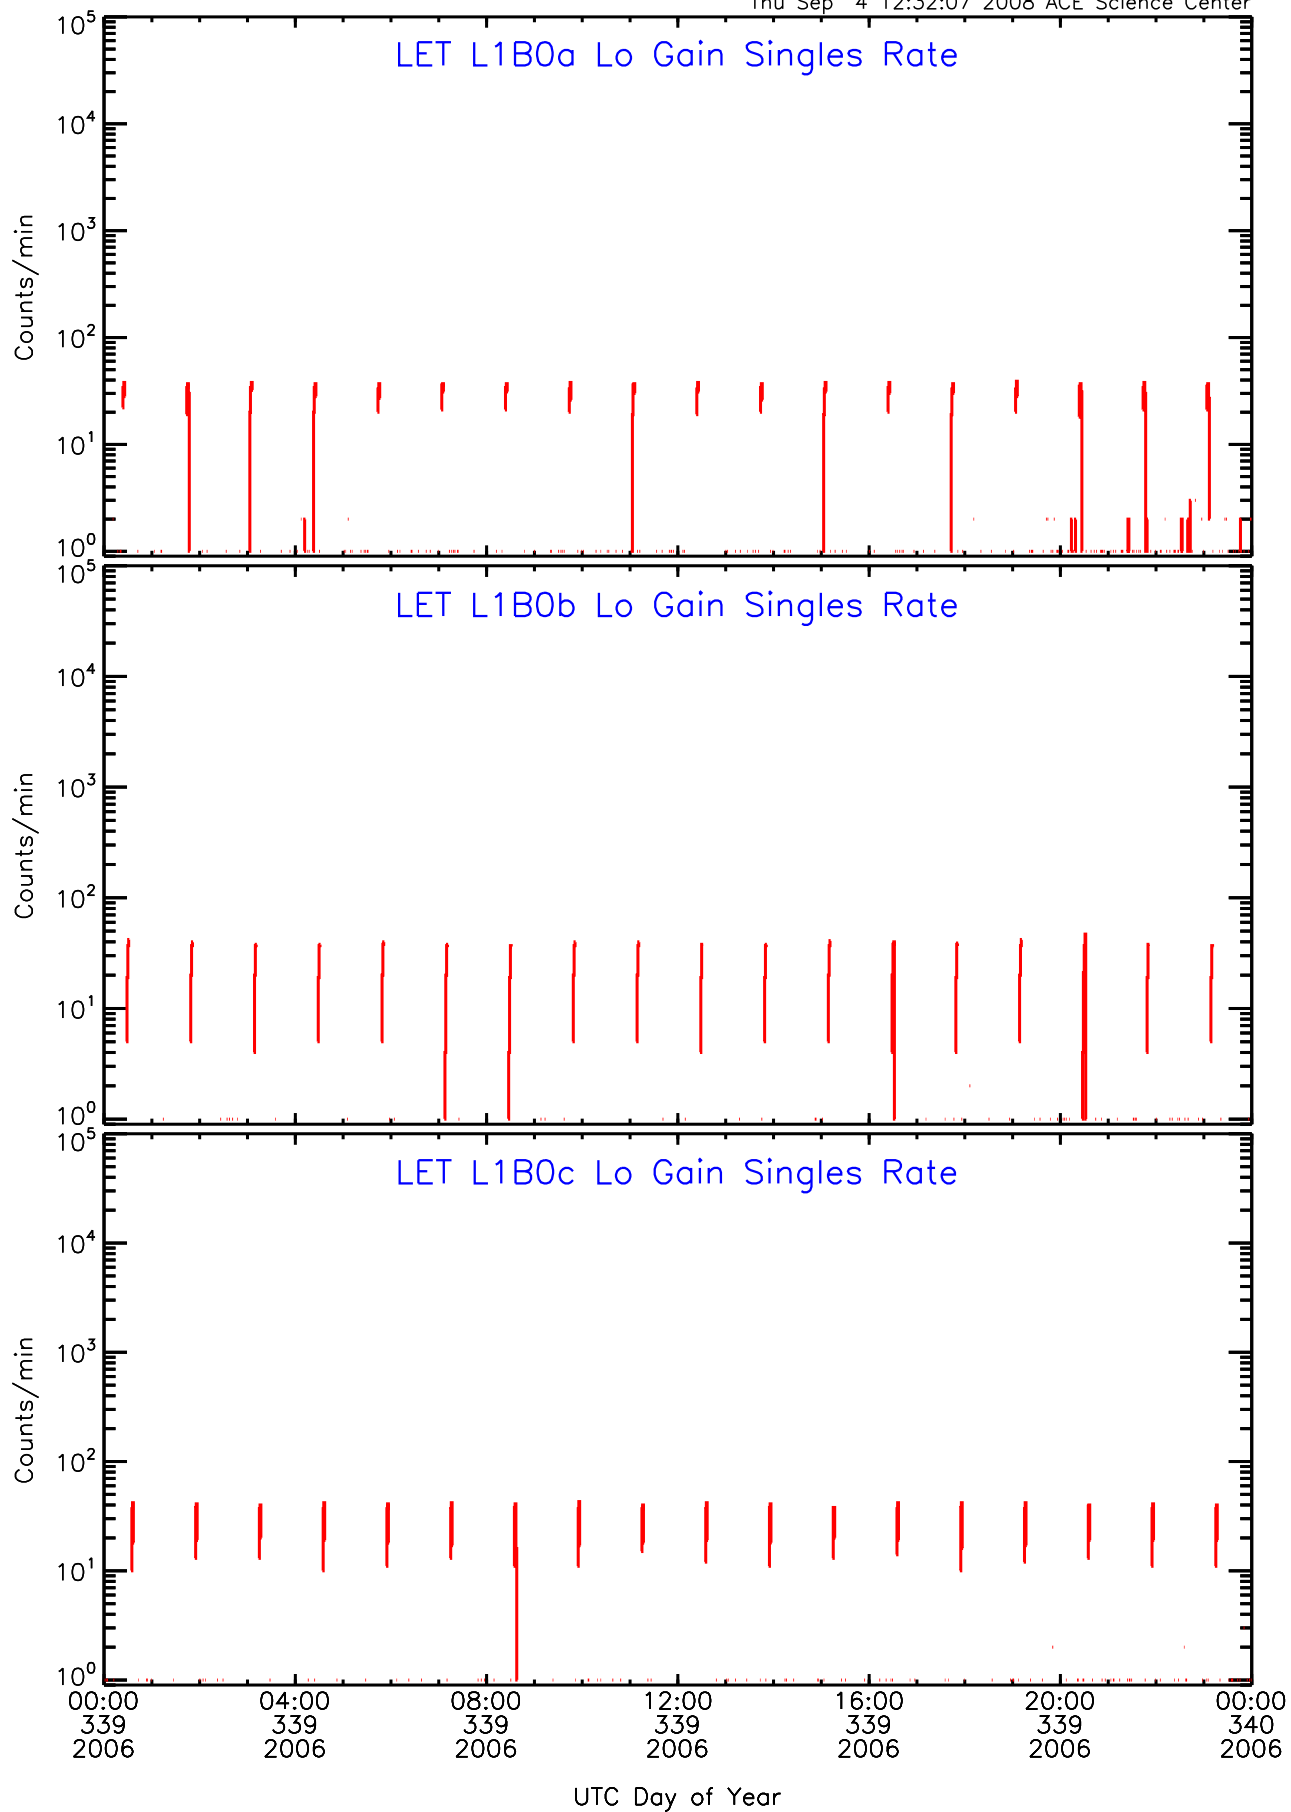 Thu Sep 4 12:32:07 2008 ACE Science Center
LET L1B0a Lo Gain Singles Rate
10^5
10^4
10^3
10^2
10^1
10^0
Counts/min
LET L1B0b Lo Gain Singles Rate
10^5
10^4
10^3
10^2
10^1
10^0
Counts/min
LET L1B0c Lo Gain Singles Rate
10^5
10^4
10^3
10^2
10^1
10^0
Counts/min
00:00 04:00 08:00 12:00 16:00 20:00 00:00
339 339 339 339 339 339 340
2006 2006 2006 2006 2006 2006 2006
UTC Day of Year